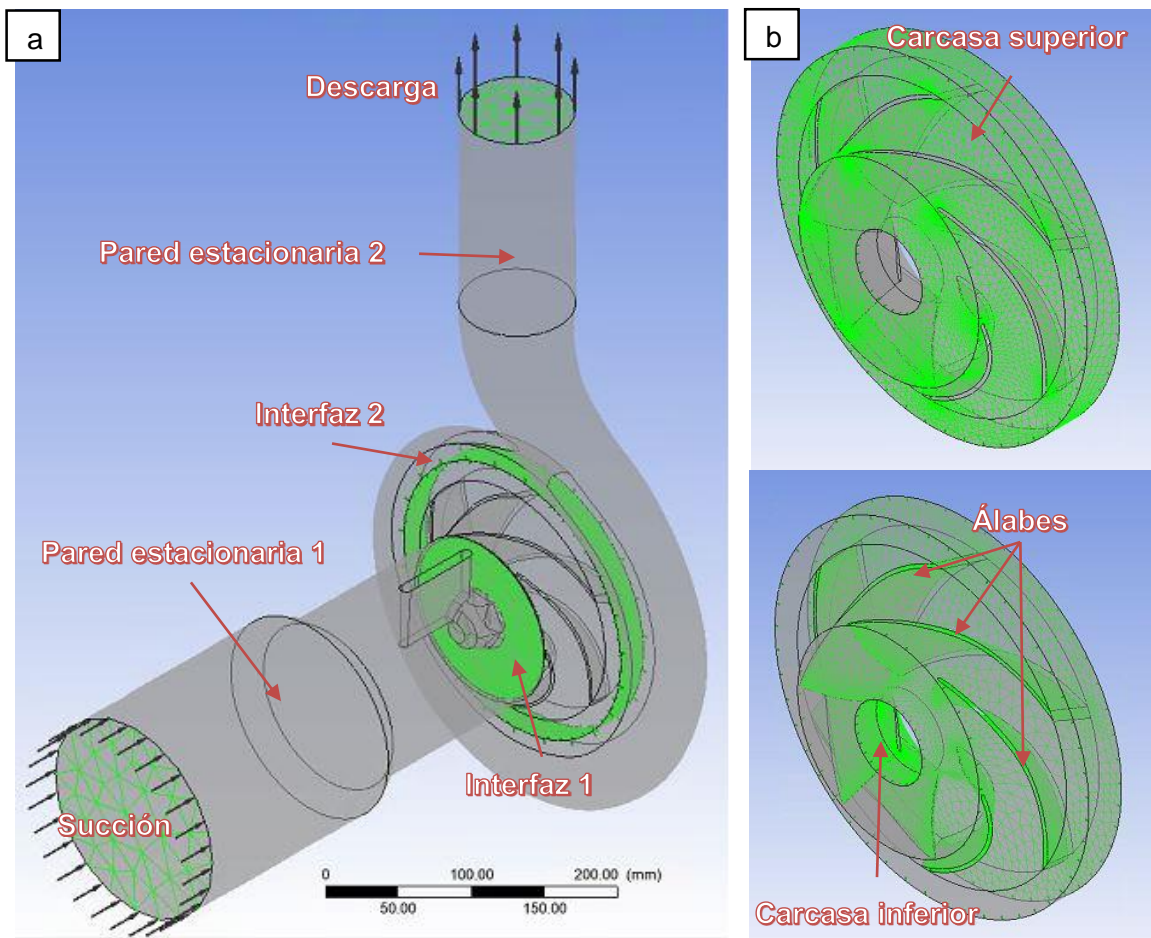 a
Descarga
Pared estacionaria 2
Interfaz 2
Pared estacionaria 1
Interfaz 1
Succión
0 100.00 200.00 (mm)
50.00 150.00
b
Carcasa superior
Álabes
Carcasa inferior